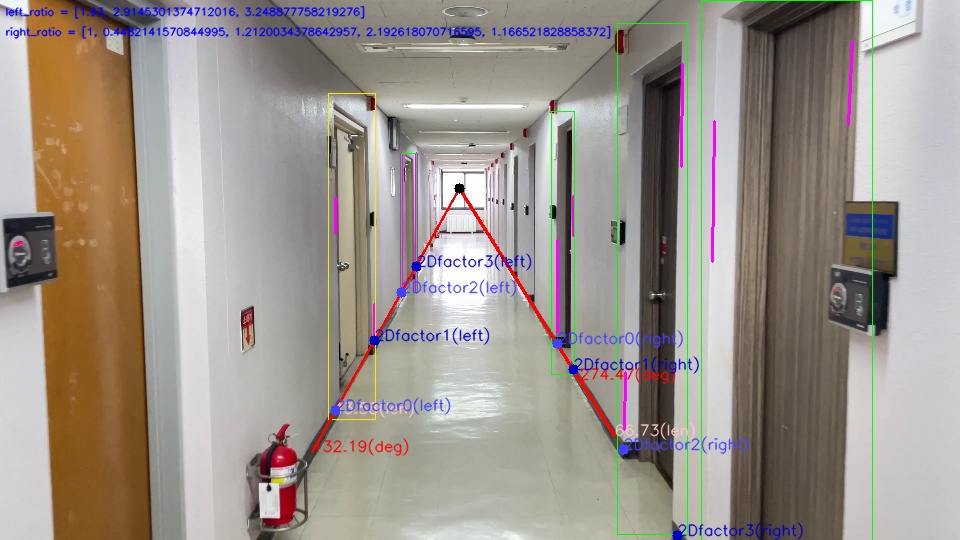 left_ratio = [1.93, 2.9145301374712016, 3.248877758219276]
right_ratio = [1, 0.4482141570844995, 1.2120034378642957, 2.192618070716595, 1.166521828858372]
2Dfactor3(left)
2Dfactor2(left)
2Dfactor1(left)
2Dfactor0(right)
2Dfactor1(right)
274.47(deg)
2Dfactor0(left)
66.73(len)
432.19(deg)
2Dfactor2(right)
2Dfactor3(right)